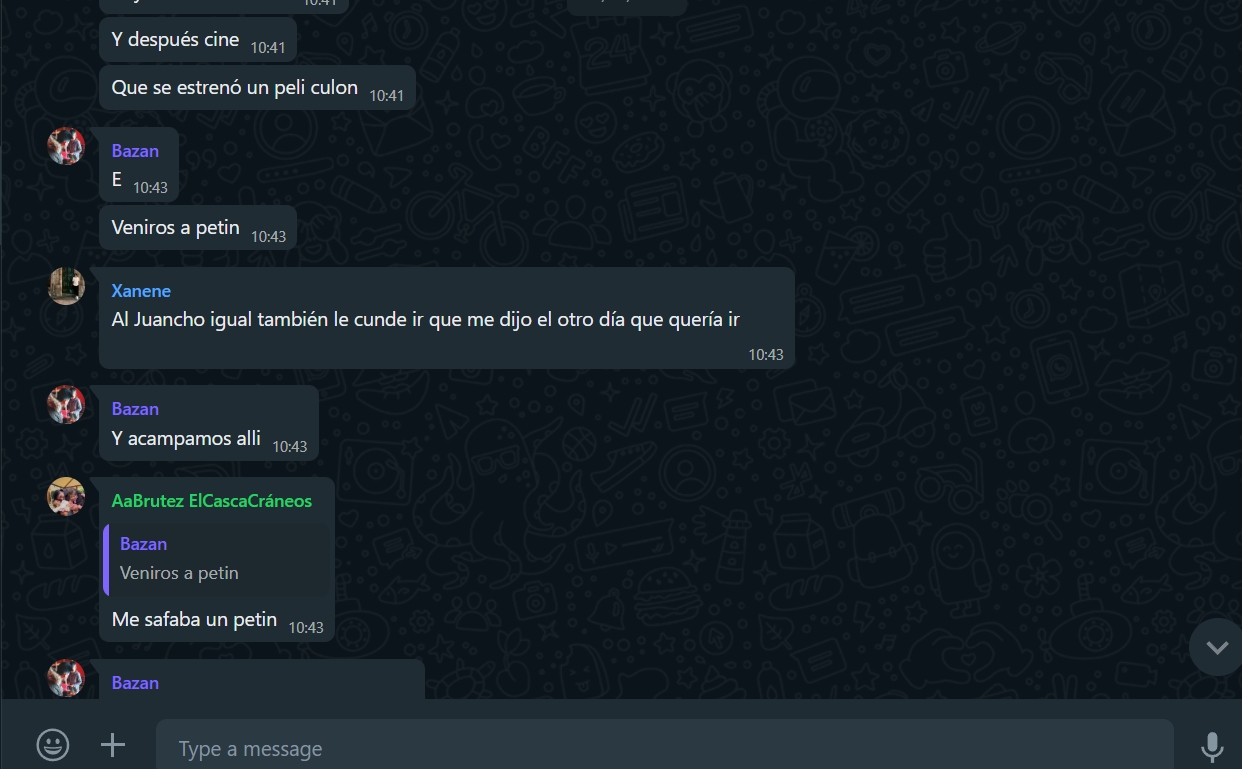 10:41
Y después cine 10:41
Que se estrenó un peli culon 10:41
Bazan
E 10:43
Veniros a petin 10:43
Xanene
Al Juancho igual también le cunde ir que me dijo el otro día que quería ir
10:43
Bazan
Y acampamos alli 10:43
AaBrutez ElCascaCráneos
Bazan
Veniros a petin
Me safaba un petin 10:43
Bazan
Type a message